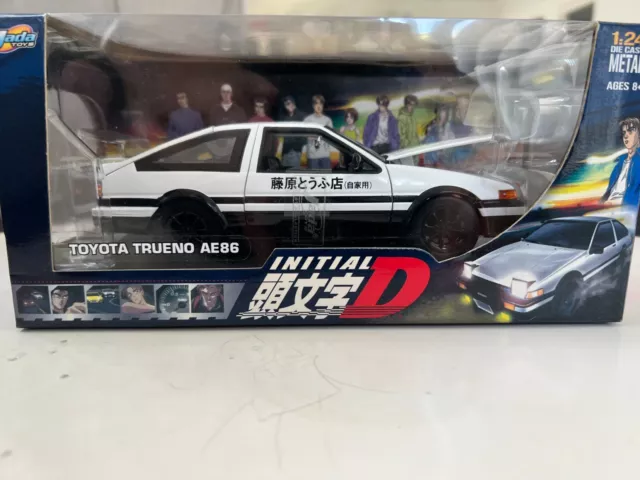 Jada
TOYS
1:24
DIE CAS
METAL
AGES 8+
藤原とうふ店(自家用)
TOYOTA TRUENO AE86
INITIAL
頭文字D